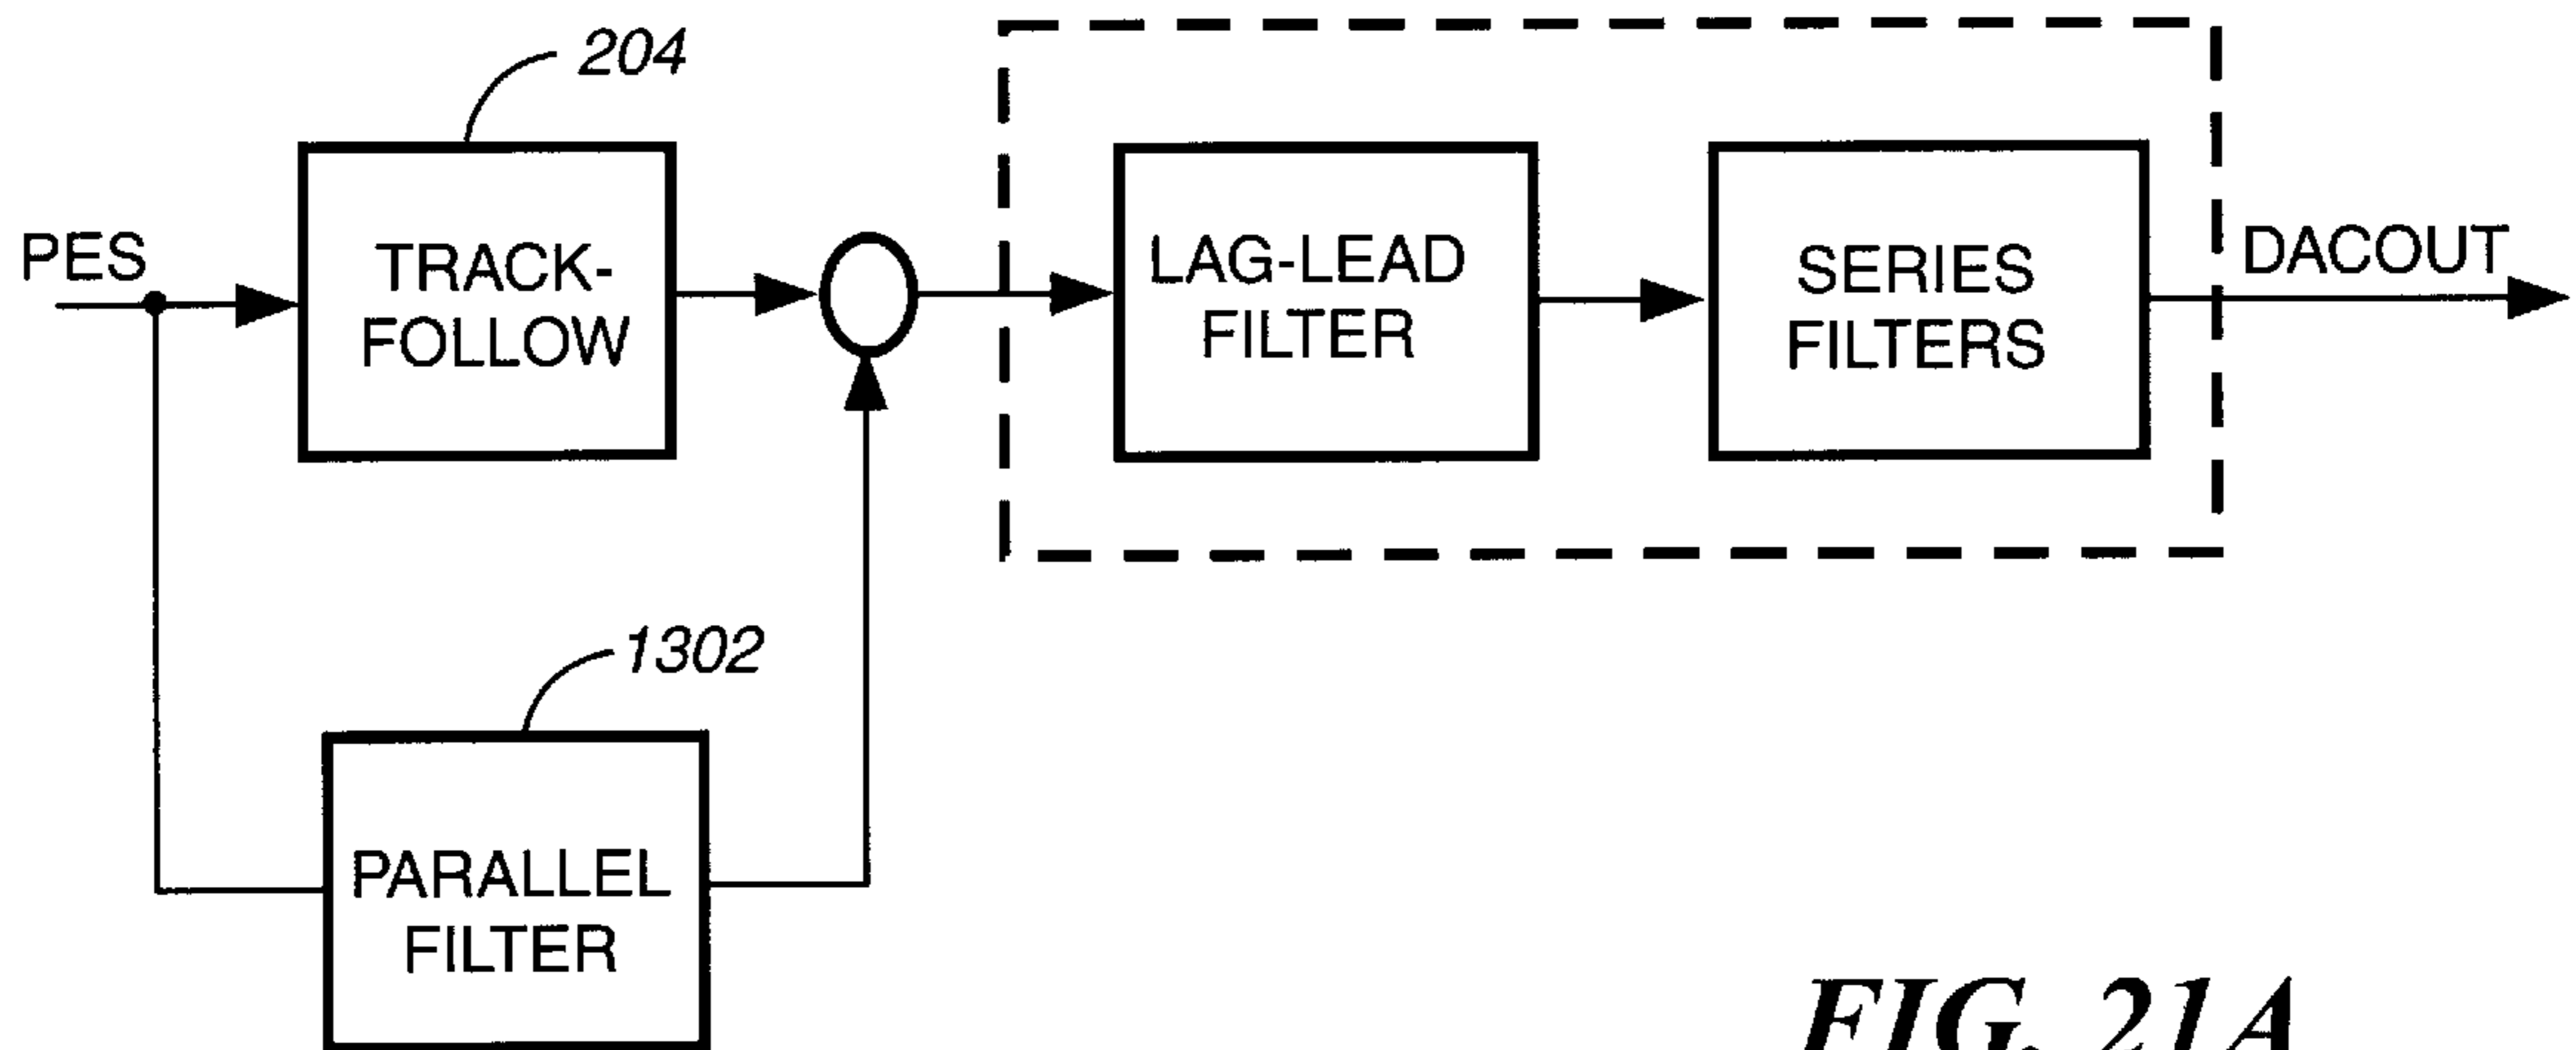 204
PES
TRACK-
FOLLOW
LAG-LEAD
FILTER
SERIES
FILTERS
DACOUT
1302
PARALLEL
FILTER
FIG. 21A